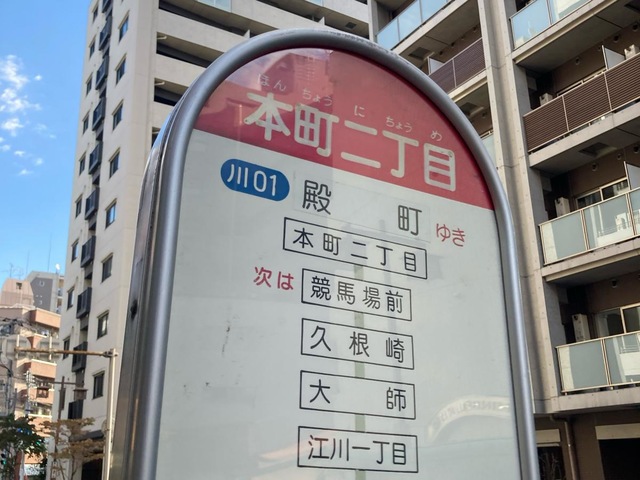 ほんちょうにちょうめ
本町二丁目
川01
殿町ゆき
本町二丁目
次は 競馬場前
久根崎
大師
江川一丁目